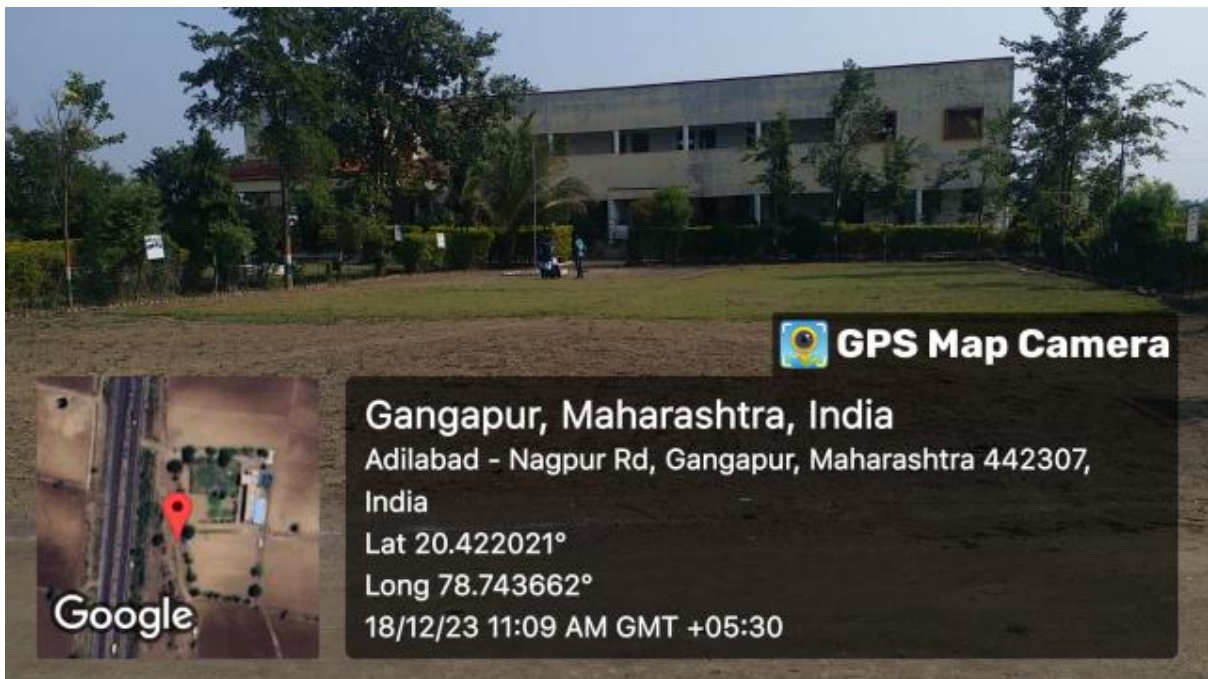 GPS Map Camera
Gangapur, Maharashtra, India
Adilabad - Nagpur Rd, Gangapur, Maharashtra 442307,
India
Lat 20.422021°
Long 78.743662°
18/12/23 11:09 AM GMT +05:30
Google